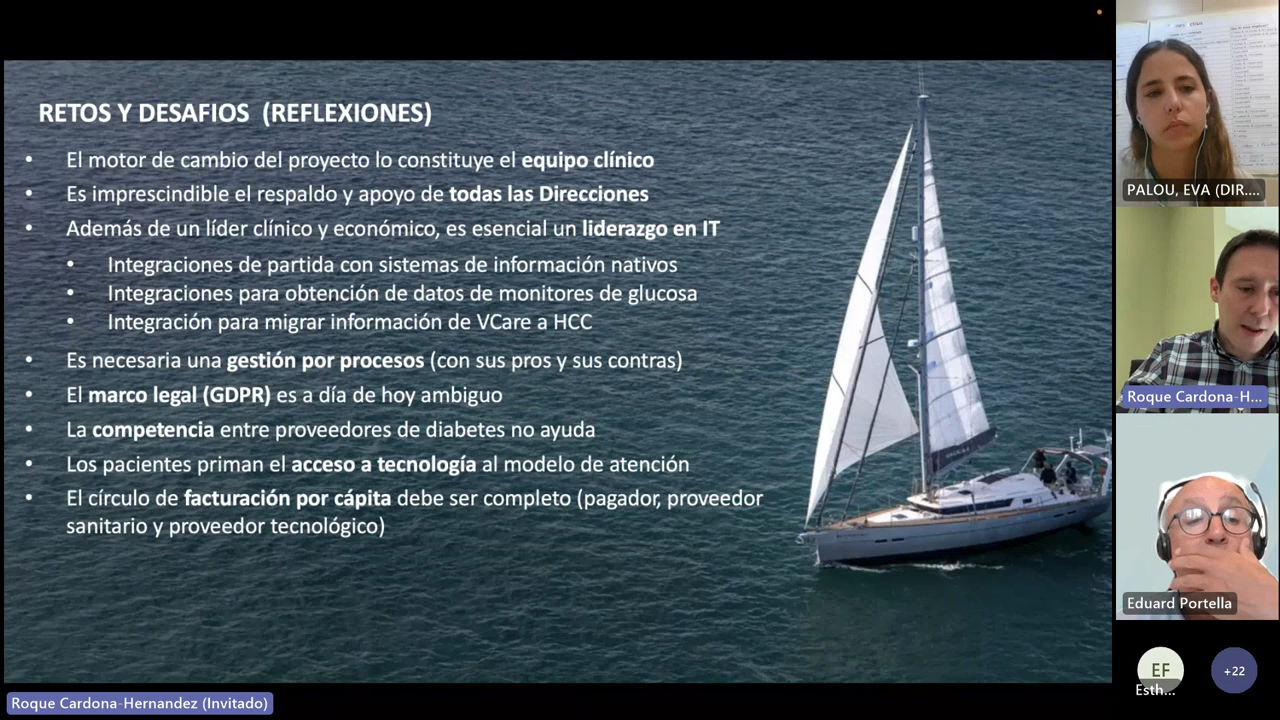 RETOS Y DESAFIOS (REFLEXIONES)
• El motor de cambio del proyecto lo constituye el equipo clínico
• Es imprescindible el respaldo y apoyo de todas las Direcciones
• Además de un líder clínico y económico, es esencial un liderazgo en IT
• Integraciones de partida con sistemas de información nativos
• Integraciones para obtención de datos de monitores de glucosa
• Integración para migrar información de VCare a HCC
• Es necesaria una gestión por procesos (con sus pros y sus contras)
• El marco legal (GDPR) es a día de hoy ambiguo
• La competencia entre proveedores de diabetes no ayuda
• Los pacientes priman el acceso a tecnología al modelo de atención
• El círculo de facturación por cápita debe ser completo (pagador, proveedor
sanitario y proveedor tecnológico)
Roque Cardona-Hernandez (Invitado)
PALOU, EVA (DIR....
Roque Cardona-H...
Eduard Portella
EF
Esth...
+22